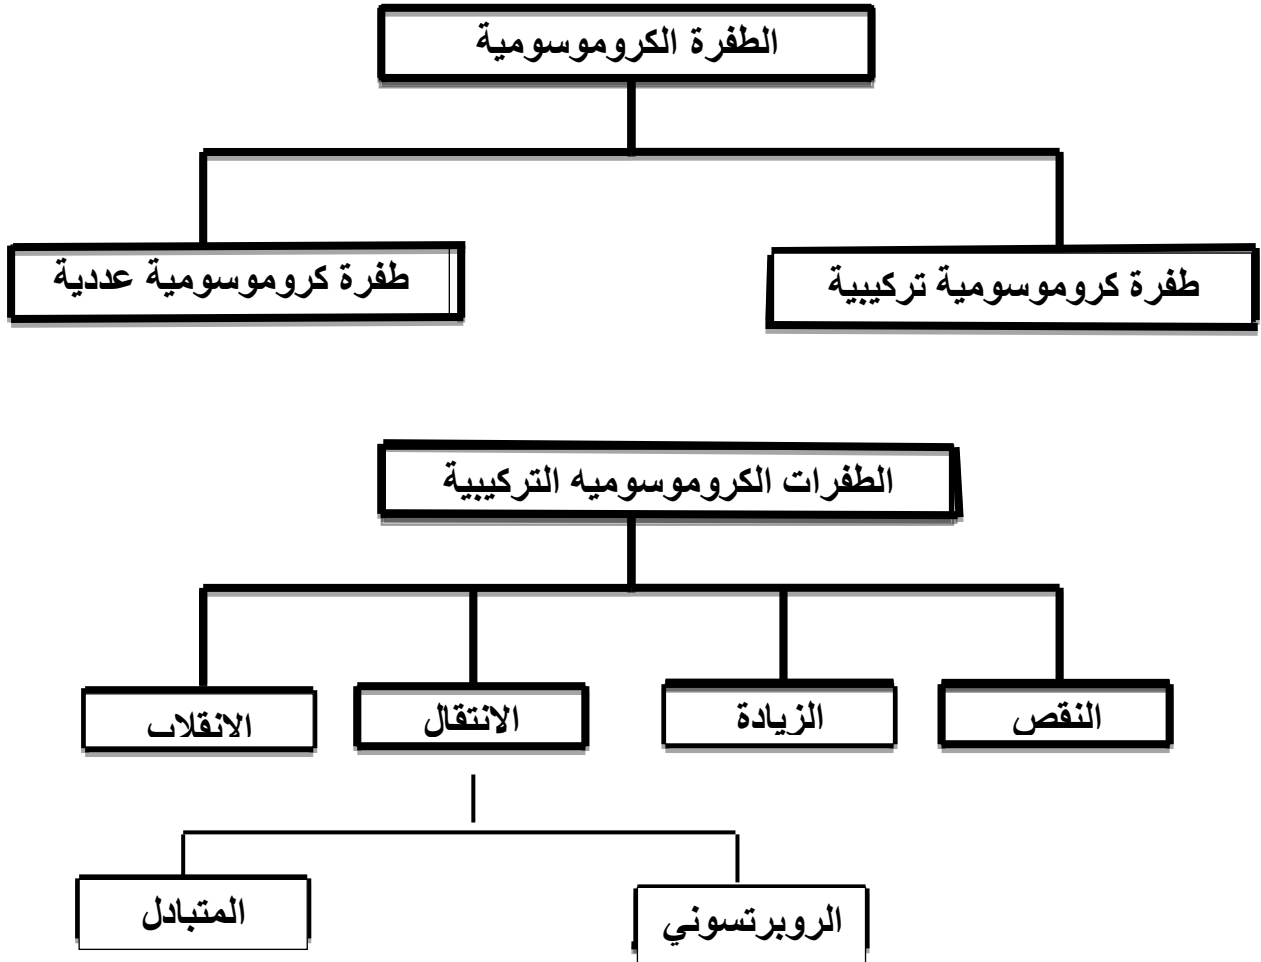 الطفرة الكروموسومية
طفرة كروموسومية تركيبية
طفرة كروموسومية عددية
الطفرات الكروموسوميه التركيبية
النقص
الزيادة
الانتقال
الانقلاب
الروبرتسوني
المتبادل